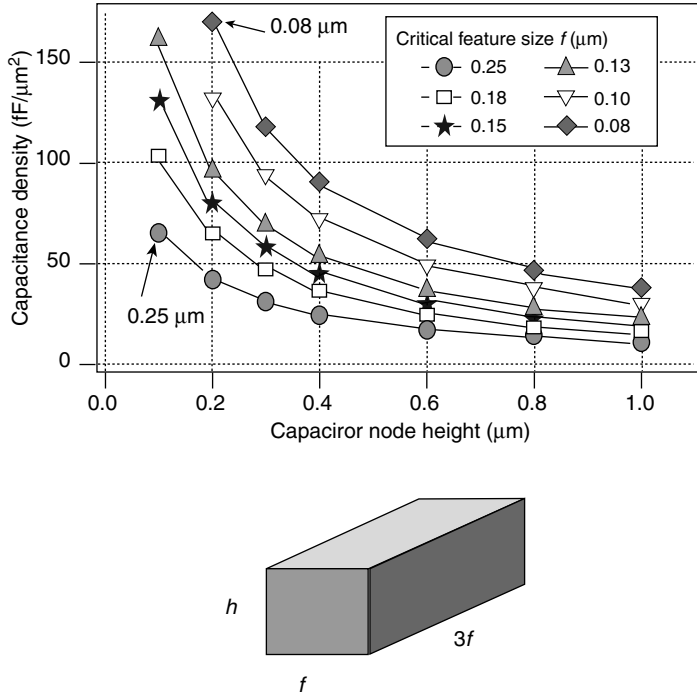 Capacitance density (fF/μm²)
150
100
50
0
0.08 μm
0.25 μm
Critical feature size f (μm)
0.25
0.18
0.15
0.13
0.10
0.08
0.0
0.2
0.4
0.6
0.8
1.0
Capaciror node height (μm)
h
f
3f